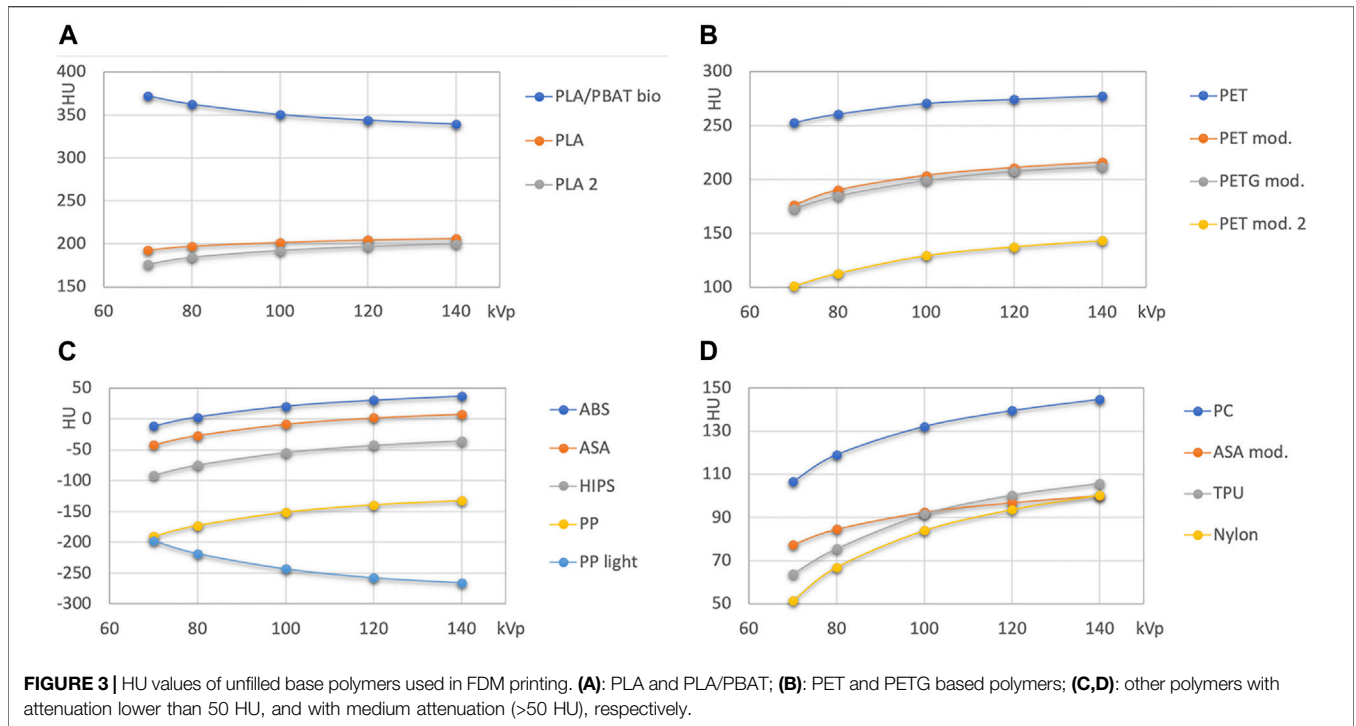 A
400
HU
350
300
250
200
150
60 80 100 120 140 kVp
PLA/PBAT bio
PLA
PLA 2
B
300
HU
250
200
150
100
60 80 100 120 140 kVp
PET
PET mod.
PETG mod.
PET mod. 2
C
50
HU
0
-50
-100
-150
-200
-250
-300
60 80 100 120 140 kVp
ABS
ASA
HIPS
PP
PP light
D
150
HU
130
110
90
70
50
60 80 100 120 140 kVp
PC
ASA mod.
TPU
Nylon
FIGURE 3 | HU values of unfilled base polymers used in FDM printing. (A): PLA and PLA/PBAT; (B): PET and PETG based polymers; (C,D): other polymers with
attenuation lower than 50 HU, and with medium attenuation (>50 HU), respectively.